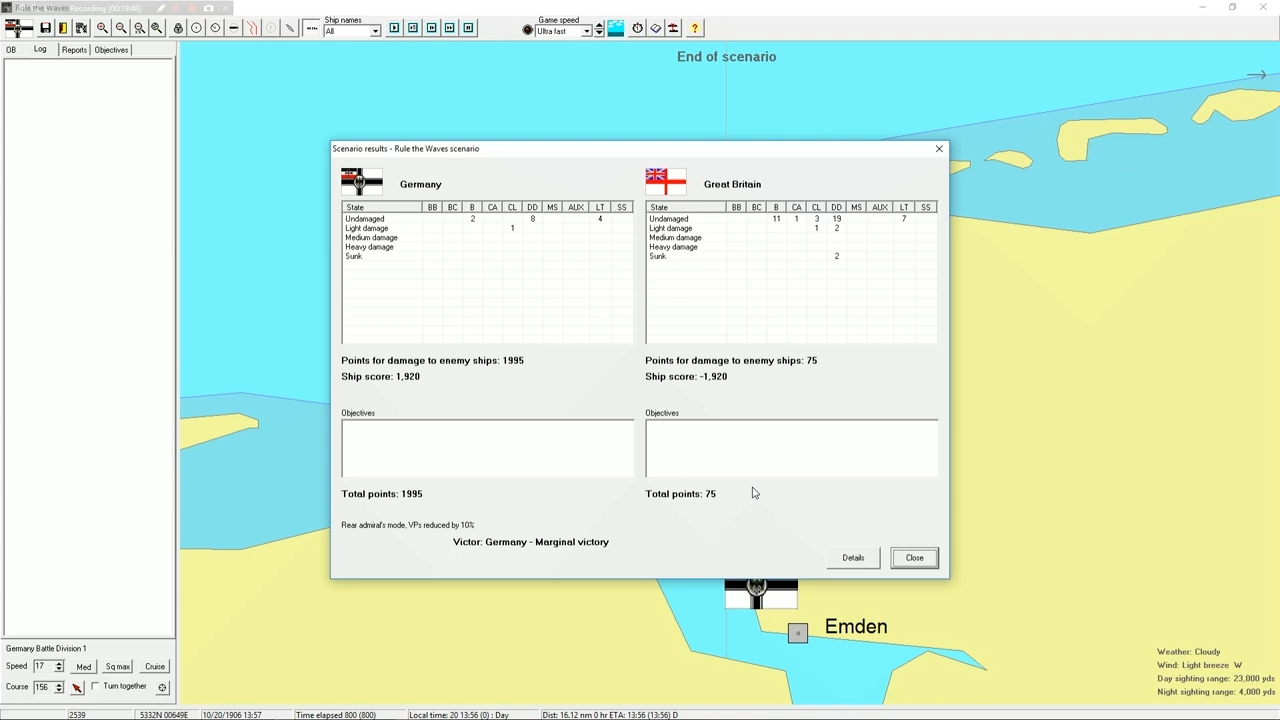 Rule the Waves Recording [00:19:48]
Ship names
All
Game speed
Ultra fast
OB Log Reports Objectives
End of scenario
Scenario results - Rule the Waves scenario
Germany
State BB BC B CA CL DD MS AUX LT SS
Undamaged 2 8 4
Light damage 1
Medium damage
Heavy damage
Sunk
Points for damage to enemy ships: 1995
Ship score: 1,920
Objectives
Total points: 1995
Great Britain
State BB BC B CA CL DD MS AUX LT SS
Undamaged 11 1 3 19 7
Light damage 1 2
Medium damage
Heavy damage
Sunk 2
Points for damage to enemy ships: 75
Ship score: -1,920
Objectives
Total points: 75
Rear admiral's mode, VPs reduced by 10%
Victor: Germany - Marginal victory
Details Close
Emden
Germany Battle Division 1
Speed 17 Med Sq max Cruise
Course 156 Turn together
Weather: Cloudy
Wind: Light breeze W
Day sighting range: 23,000 yds
Night sighting range: 4,000 yds
2539 5332N 00649E 10/20/1906 13:57 Time elapsed 800 (800) Local time: 20 13:56 (0) : Day Dist: 16.12 nm 0 hr ETA: 13:56 (13:56) D